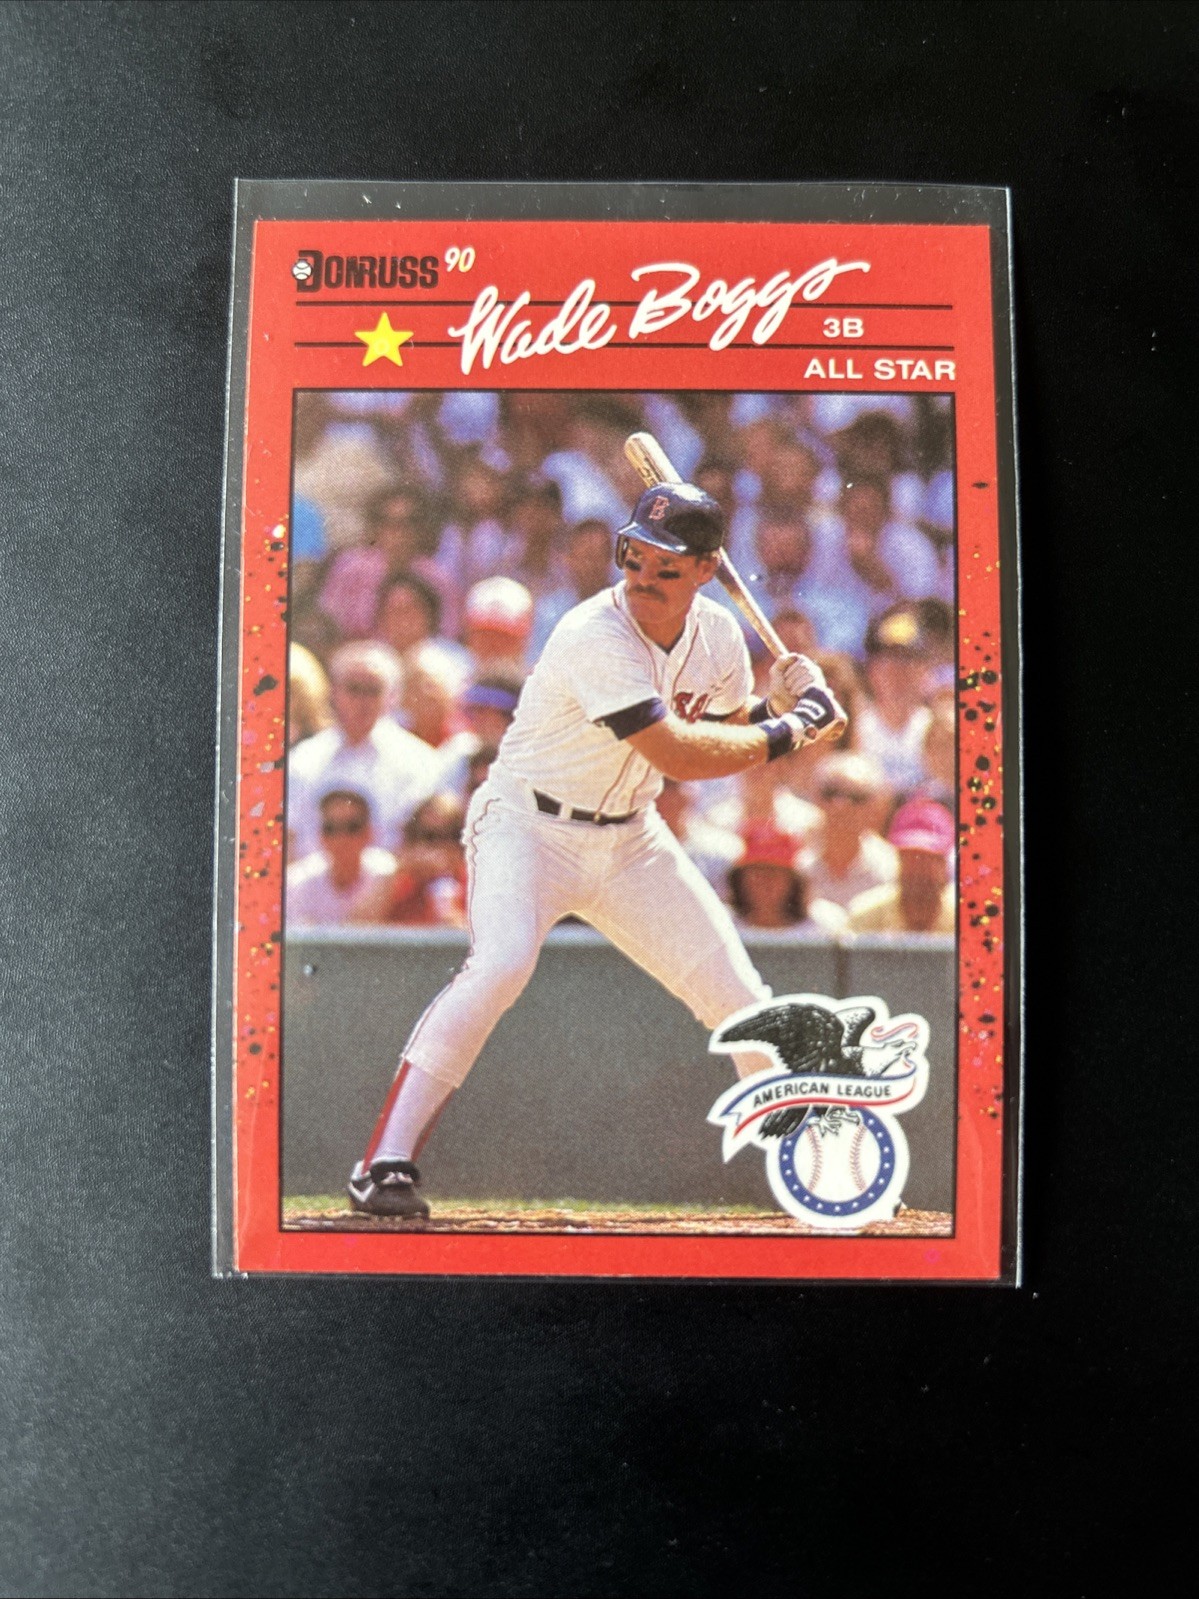 DONRUSS 90
Wade Boggs
3B
ALL STAR
B
AMERICAN LEAGUE